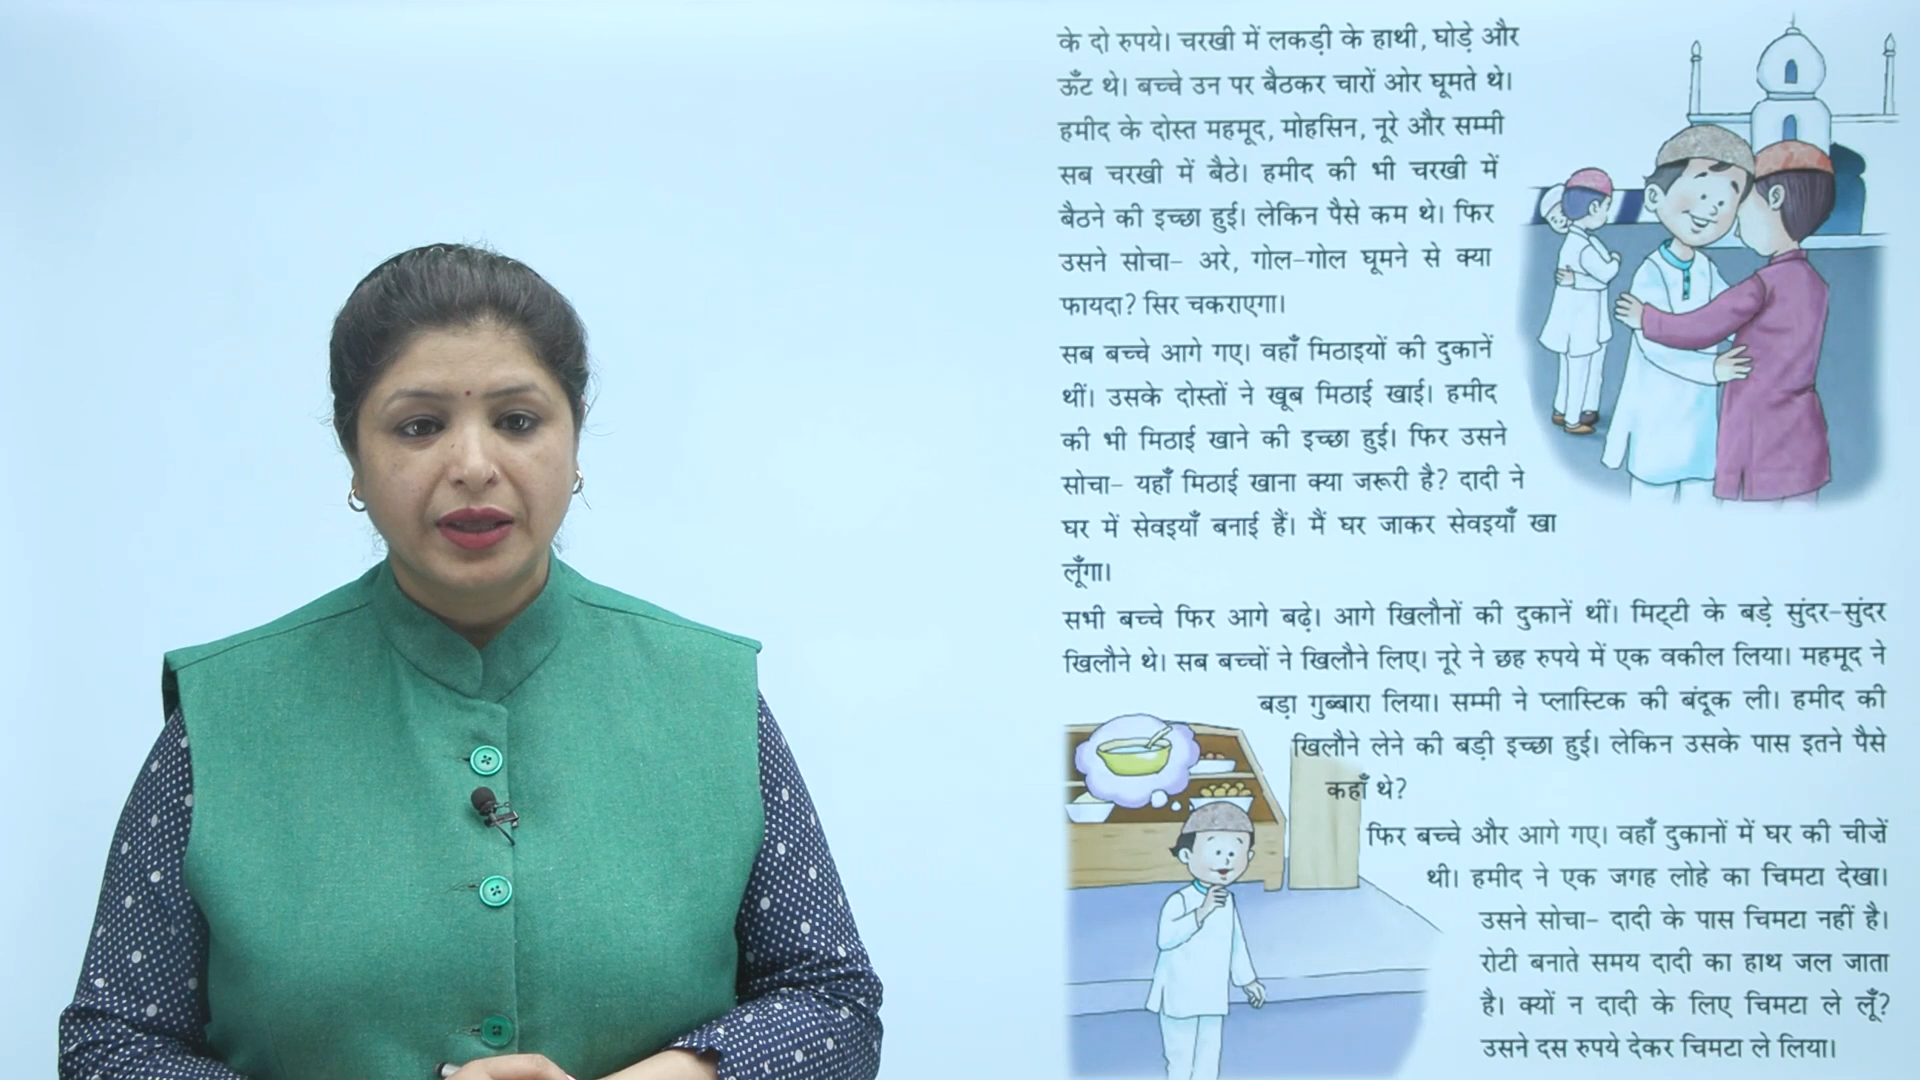 के दो रुपये। चरखी में लकड़ी के हाथी, घोड़े और
ऊँट थे। बच्चे उन पर बैठकर चारों ओर घूमते थे।
हमीद के दोस्त महमूद, मोहसिन, नूरे और सम्मी
सब चरखी में बैठे। हमीद की भी चरखी में
बैठने की इच्छा हुई। लेकिन पैसे कम थे। फिर
उसने सोचा- अरे, गोल-गोल घूमने से क्या
फायदा? सिर चकराएगा।
सब बच्चे आगे गए। वहाँ मिठाइयों की दुकानें
थीं। उसके दोस्तों ने खूब मिठाई खाई। हमीद
की भी मिठाई खाने की इच्छा हुई। फिर उसने
सोचा- यहाँ मिठाई खाना क्या जरूरी है? दादी ने
घर में सेवइयाँ बनाई हैं। मैं घर जाकर सेवइयाँ खा
लूँगा।
सभी बच्चे फिर आगे बढ़े। आगे खिलौनों की दुकानें थीं। मिट्टी के बड़े सुंदर-सुंदर
खिलौने थे। सब बच्चों ने खिलौने लिए। नूरे ने छह रुपये में एक वकील लिया। महमूद ने
बड़ा गुब्बारा लिया। सम्मी ने प्लास्टिक की बंदूक ली। हमीद की
खिलौने लेने की बड़ी इच्छा हुई। लेकिन उसके पास इतने पैसे
कहाँ थे?
फिर बच्चे और आगे गए। वहाँ दुकानों में घर की चीज़ें
थी। हमीद ने एक जगह लोहे का चिमटा देखा।
उसने सोचा- दादी के पास चिमटा नहीं है।
रोटी बनाते समय दादी का हाथ जल जाता
है। क्यों न दादी के लिए चिमटा ले लूँ?
उसने दस रुपये देकर चिमटा ले लिया।